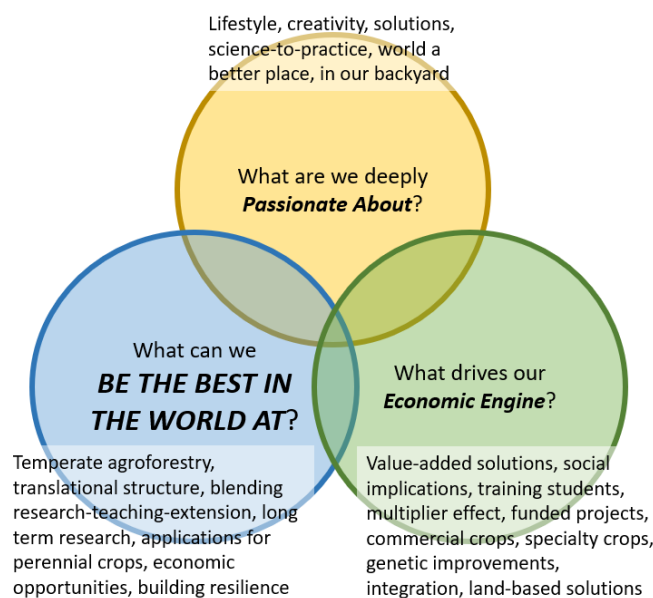 Lifestyle, creativity, solutions,
science-to-practice, world a
better place, in our backyard
What are we deeply
Passionate About?
What can we
BE THE BEST IN
THE WORLD AT?
What drives our
Economic Engine?
Temperate agroforestry,
translational structure, blending
research-teaching-extension, long
term research, applications for
perennial crops, economic
opportunities, building resilience
Value-added solutions, social
implications, training students,
multiplier effect, funded projects,
commercial crops, specialty crops,
genetic improvements,
integration, land-based solutions